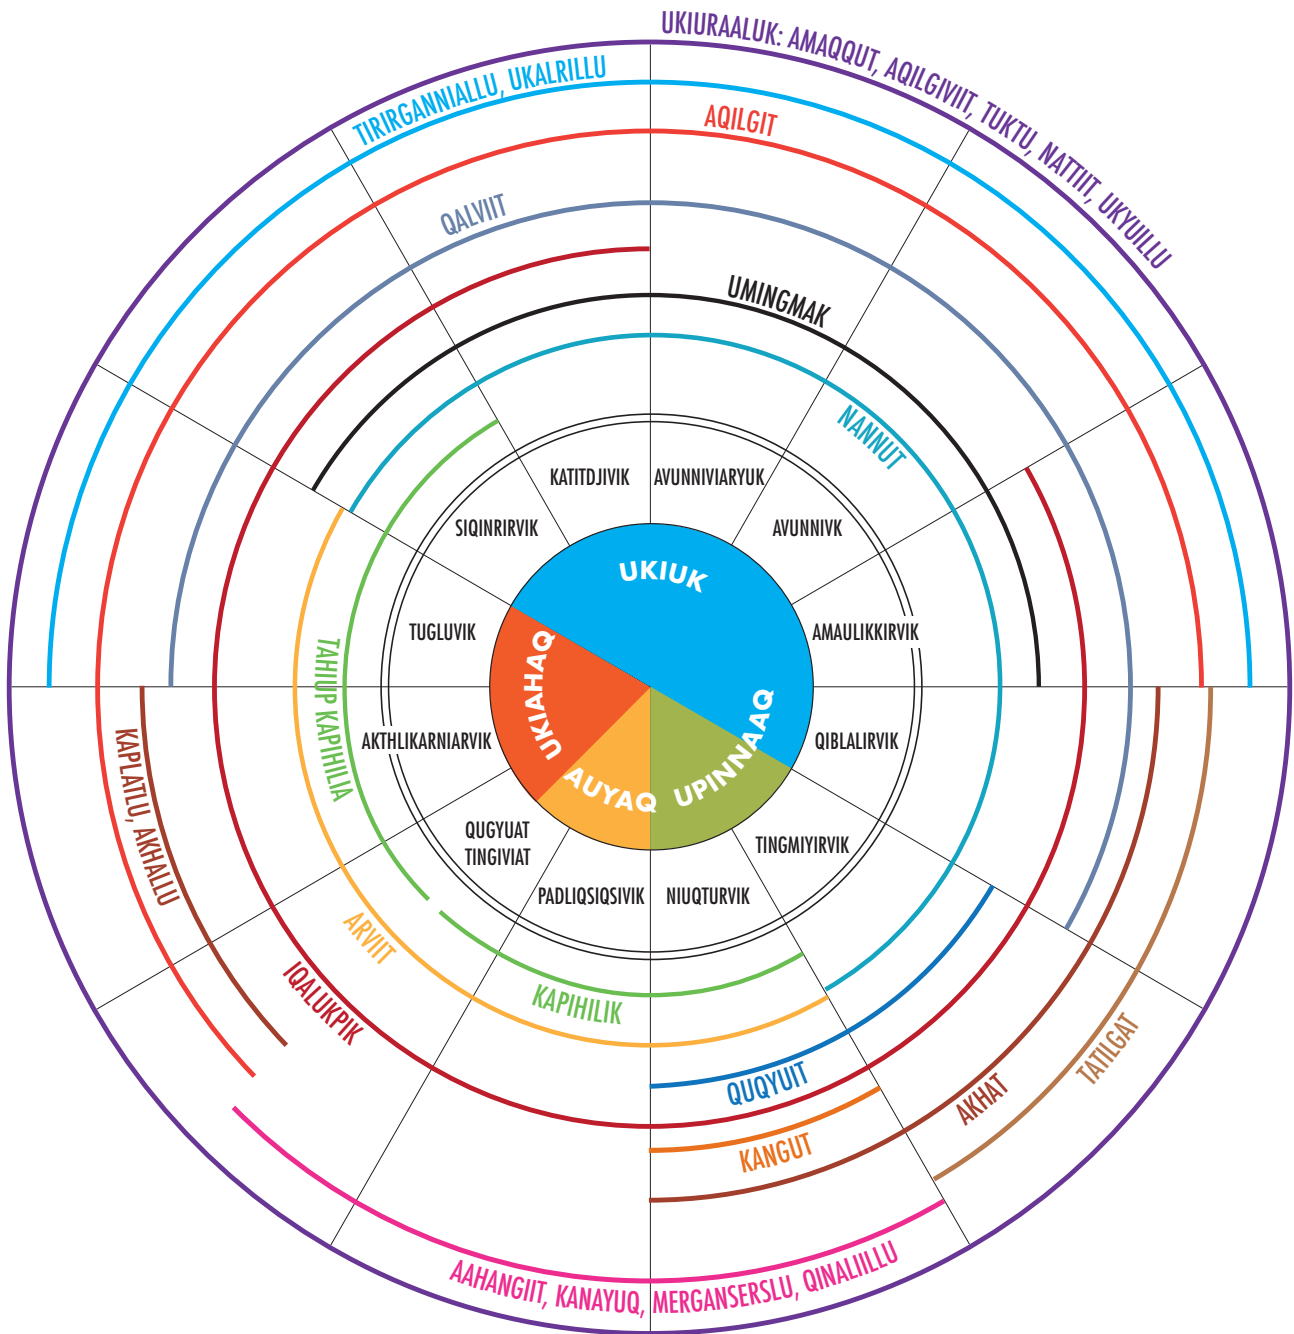 UKIURAALUK: AMAQQUT, AQILGIVIIT, TUKTU, NATTIIT, UKYUILLU
TIRIRGANNIALLU, UKALRILLU
AQILGIT
QALVIIT
UMINGMAK
NANNUT
KATITDJIVIK
AVUNNIVIARYUK
SIQINRIRVIK
AVUNNIVK
UKIUK
TUGLUVIK
AMAULIKKIRVIK
UKIAHAQ
TAHIUP KAPIHILIA
AKTHLIKARNIARVIK
QIBLALIRVIK
UPINNAAQ
AUYAQ
KAPLATLU, AKHALLU
QUGYUAT
TINGIVIAT
TINGMIYIRVIK
PADLIQSIQSIVIK
NIUQTURVIK
ARVIIT
IQALUKPIK
KAPIHILIK
QUQYUIT
KANGUT
AKHAT
TATILGAT
AAHANGIIT, KANAYUQ, MERGANSERSLU, QINALIILLU